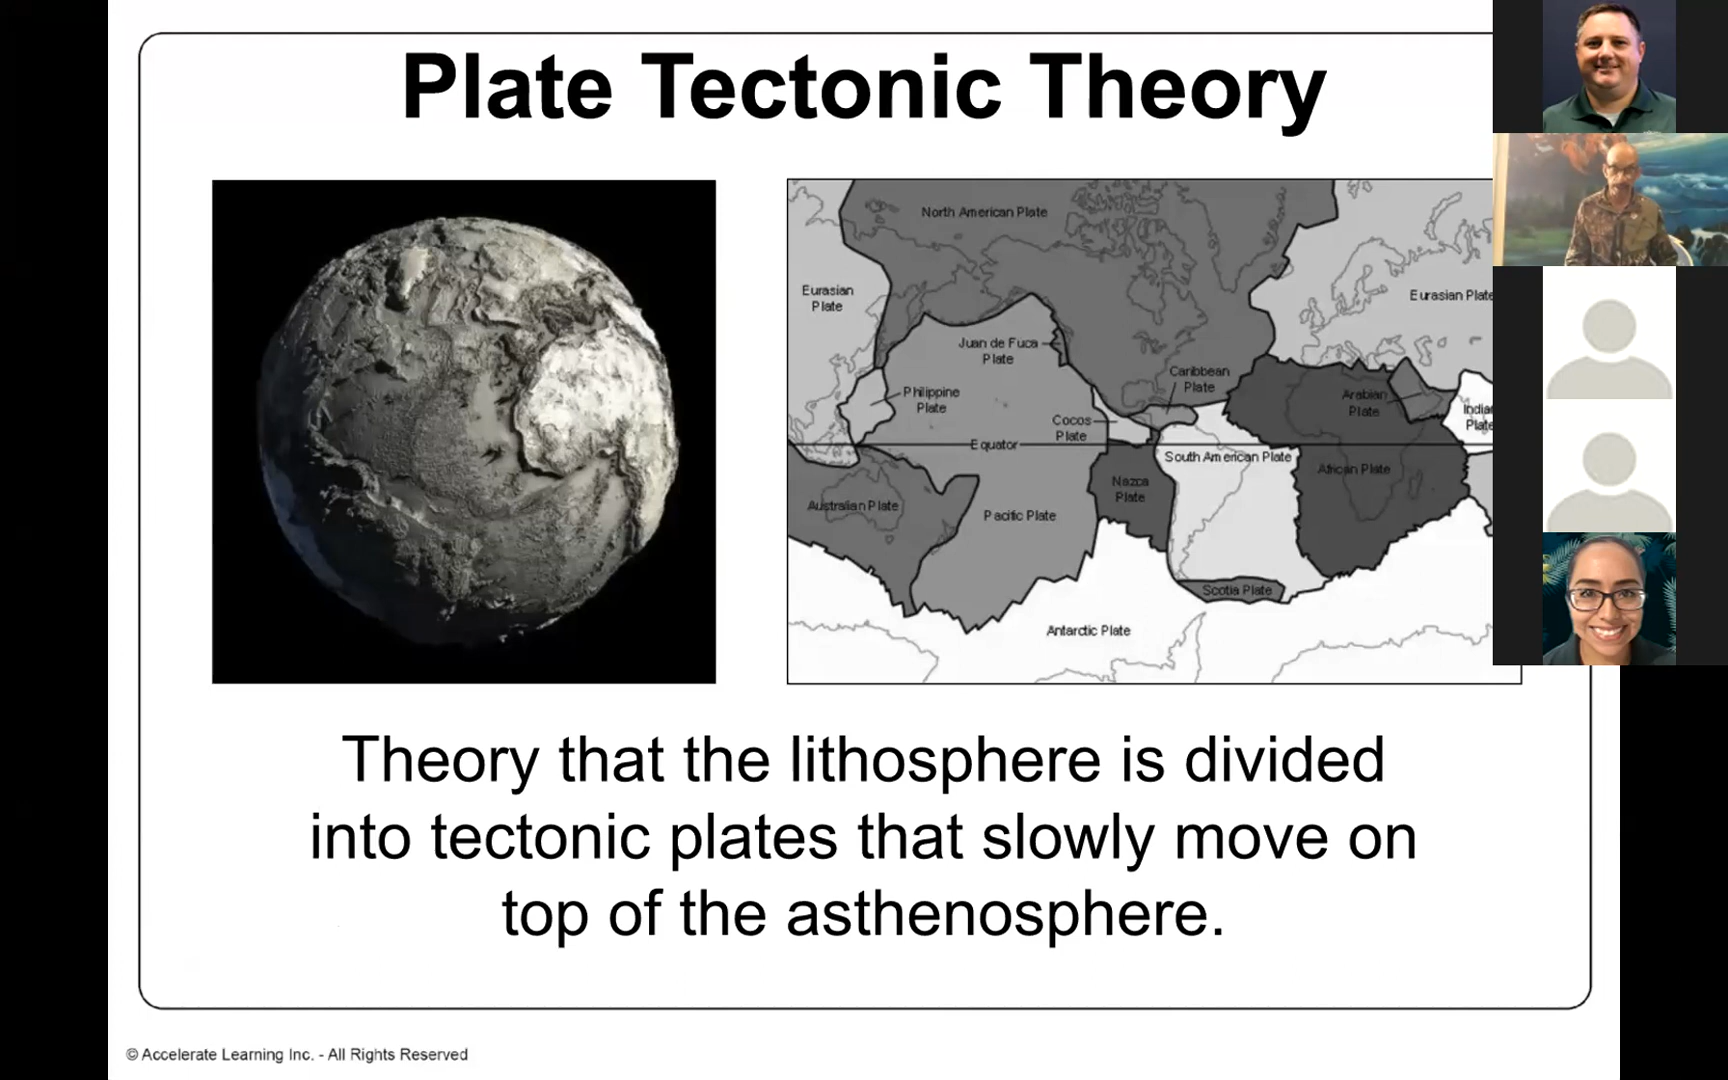 Plate Tectonic Theory
North American Plate
Eurasian
Plate
Eurasian Plate
Juan de Fuca
Plate
Caribbean
Plate
Philippine
Plate
Arabian
Plate
Cocos
Plate
Equator
South American Plate
African Plate
Nazca
Plate
Australian Plate
Pacific Plate
Scotia Plate
Antarctic Plate
Theory that the lithosphere is divided
into tectonic plates that slowly move on
top of the asthenosphere.
© Accelerate Learning Inc. - All Rights Reserved